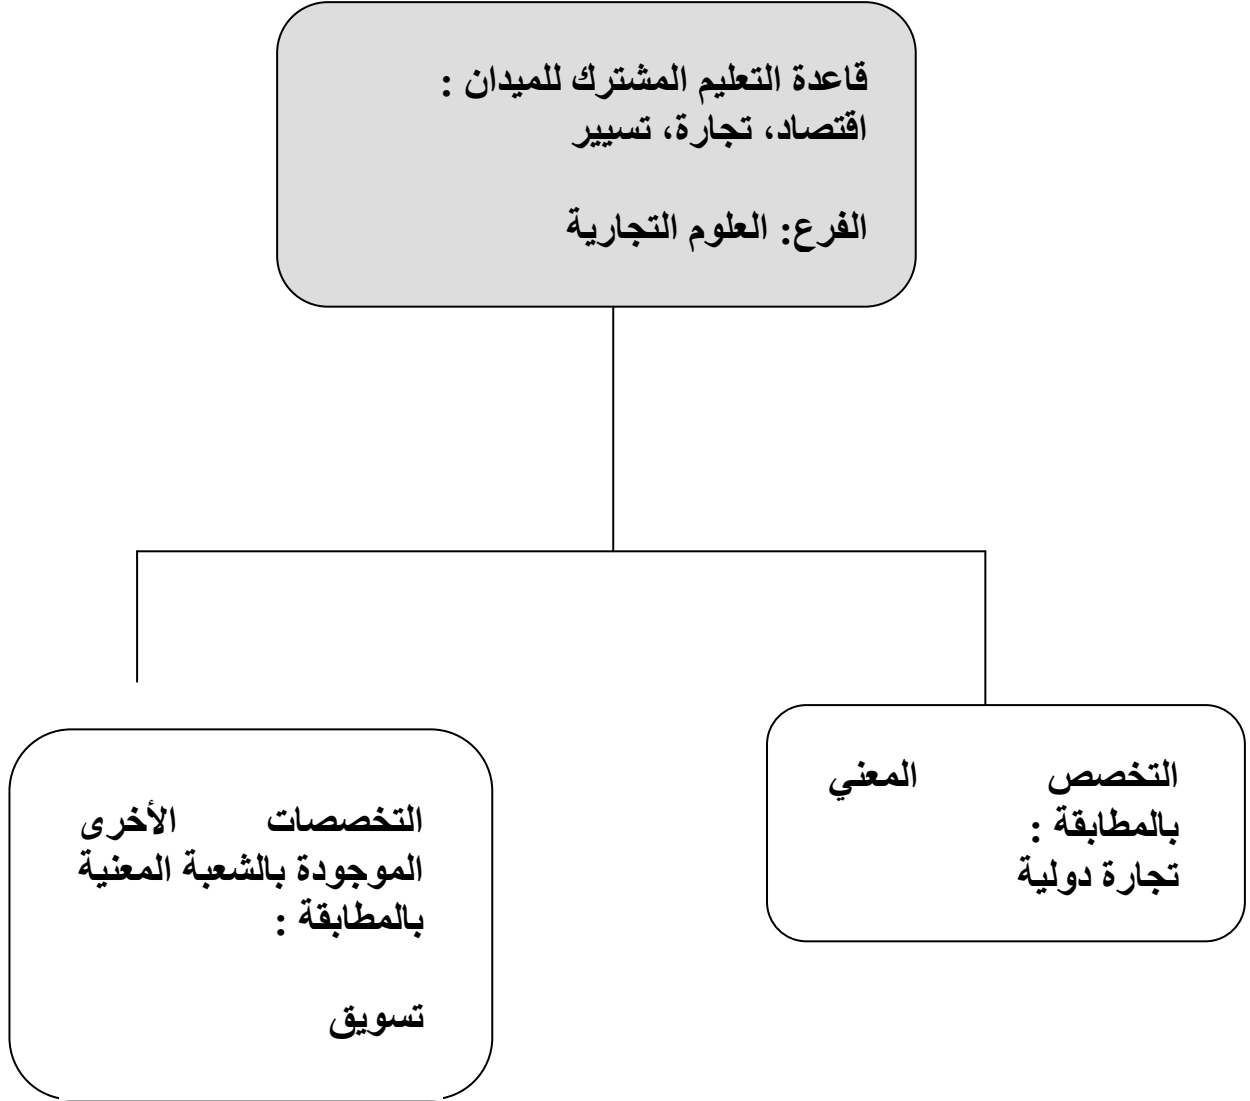 قاعدة التعليم المشترك للميدان :
اقتصاد، تجارة، تسيير
الفرع: العلوم التجارية
التخصص المعني
بالمطابقة :
تجارة دولية
التخصصات الأخرى
الموجودة بالشعبة المعنية
بالمطابقة :
تسويق